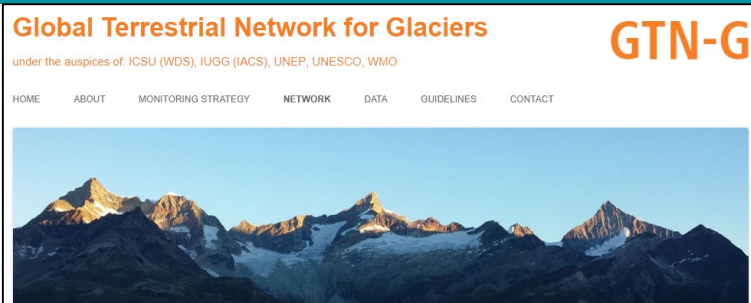 Global Terrestrial Network for Glaciers
GTN-G
under the auspices of: ICSU (WDS), IUGG (IACS), UNEP, UNESCO, WMO
HOME ABOUT MONITORING STRATEGY NETWORK DATA GUIDELINES CONTACT